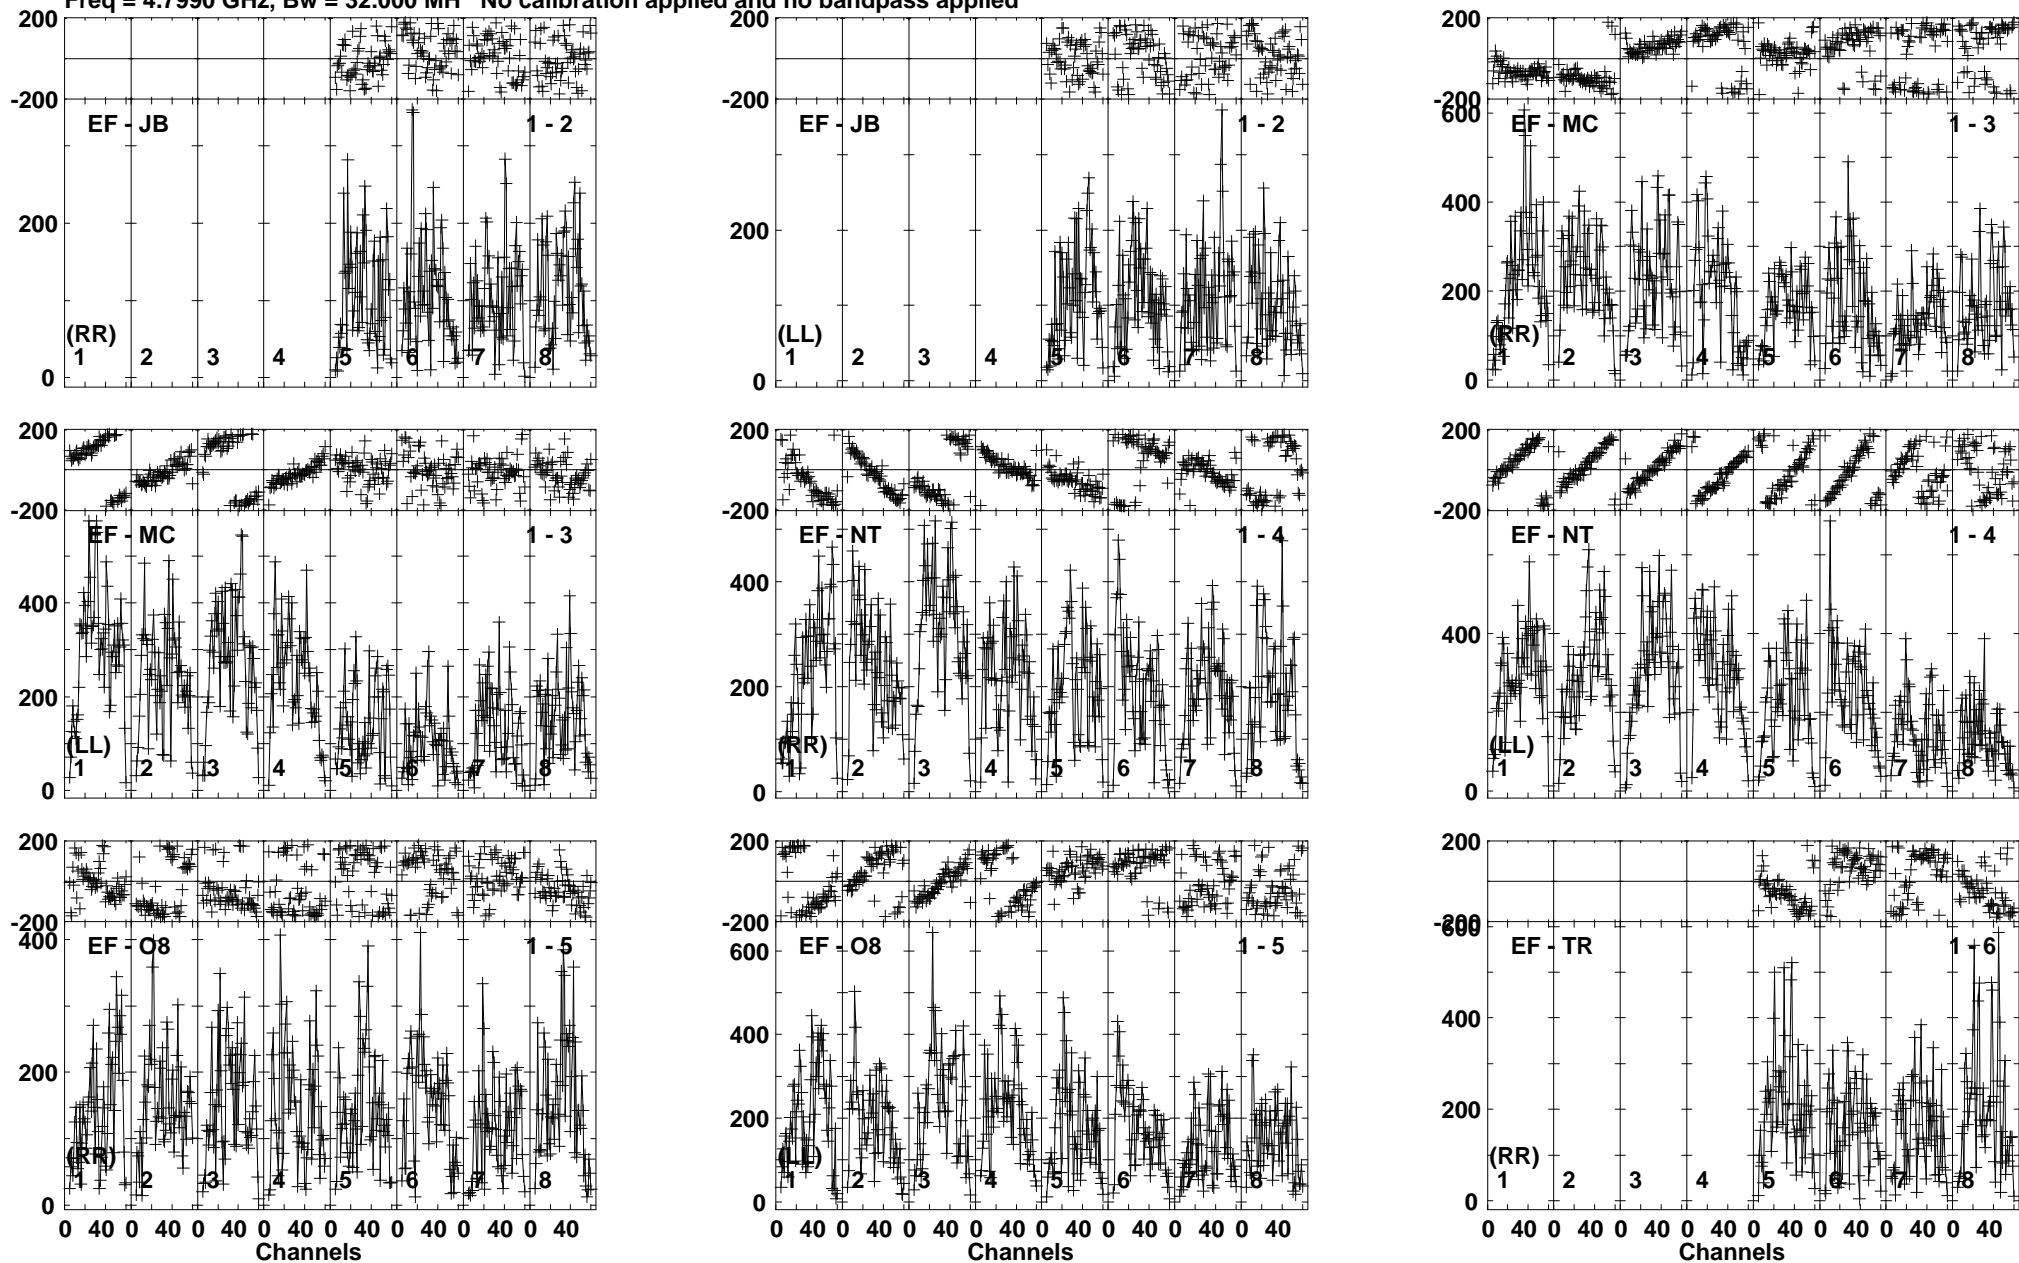 Freq = 4.7990 GHz, Bw = 32.000 MH No calibration applied and no bandpass applied
200 200 200
-200 -200 -200
EF - JB 1 - 2 EF - JB 1 - 2 600 EF - MC 1 - 3
400
200 200 200
(RR) (LL) (RR)
1 2 3 4 5 6 7 8 1 2 3 4 5 6 7 8 1 2 3 4 5 6 7 8
0 0 0
200 200 200
-200 -200 -200
EF - MC 1 - 3 EF - NT 1 - 4 EF - NT 1 - 4
400 400 400
200 200
(LL) (RR) (LL)
1 2 3 4 5 6 7 8 1 2 3 4 5 6 7 8 1 2 3 4 5 6 7 8
0 0 0
200 200 200
-200 -200 -200
400 EF - O8 1 - 5 600 EF - O8 1 - 5 600 EF - TR 1 - 6
400 400
200 200 200
(RR) (LL) (RR)
1 2 3 4 5 6 7 8 1 2 3 4 5 6 7 8 1 2 3 4 5 6 7 8
0 0 0
0 40 0 40 0 40 0 40 0 40 0 40 0 40 0 40 0 40 0 40 0 40 0 40 0 40 0 40 0 40 0 40 0 40 0 40 0 40 0 40 0 40 0 40 0 40 0 40
Channels Channels Channels